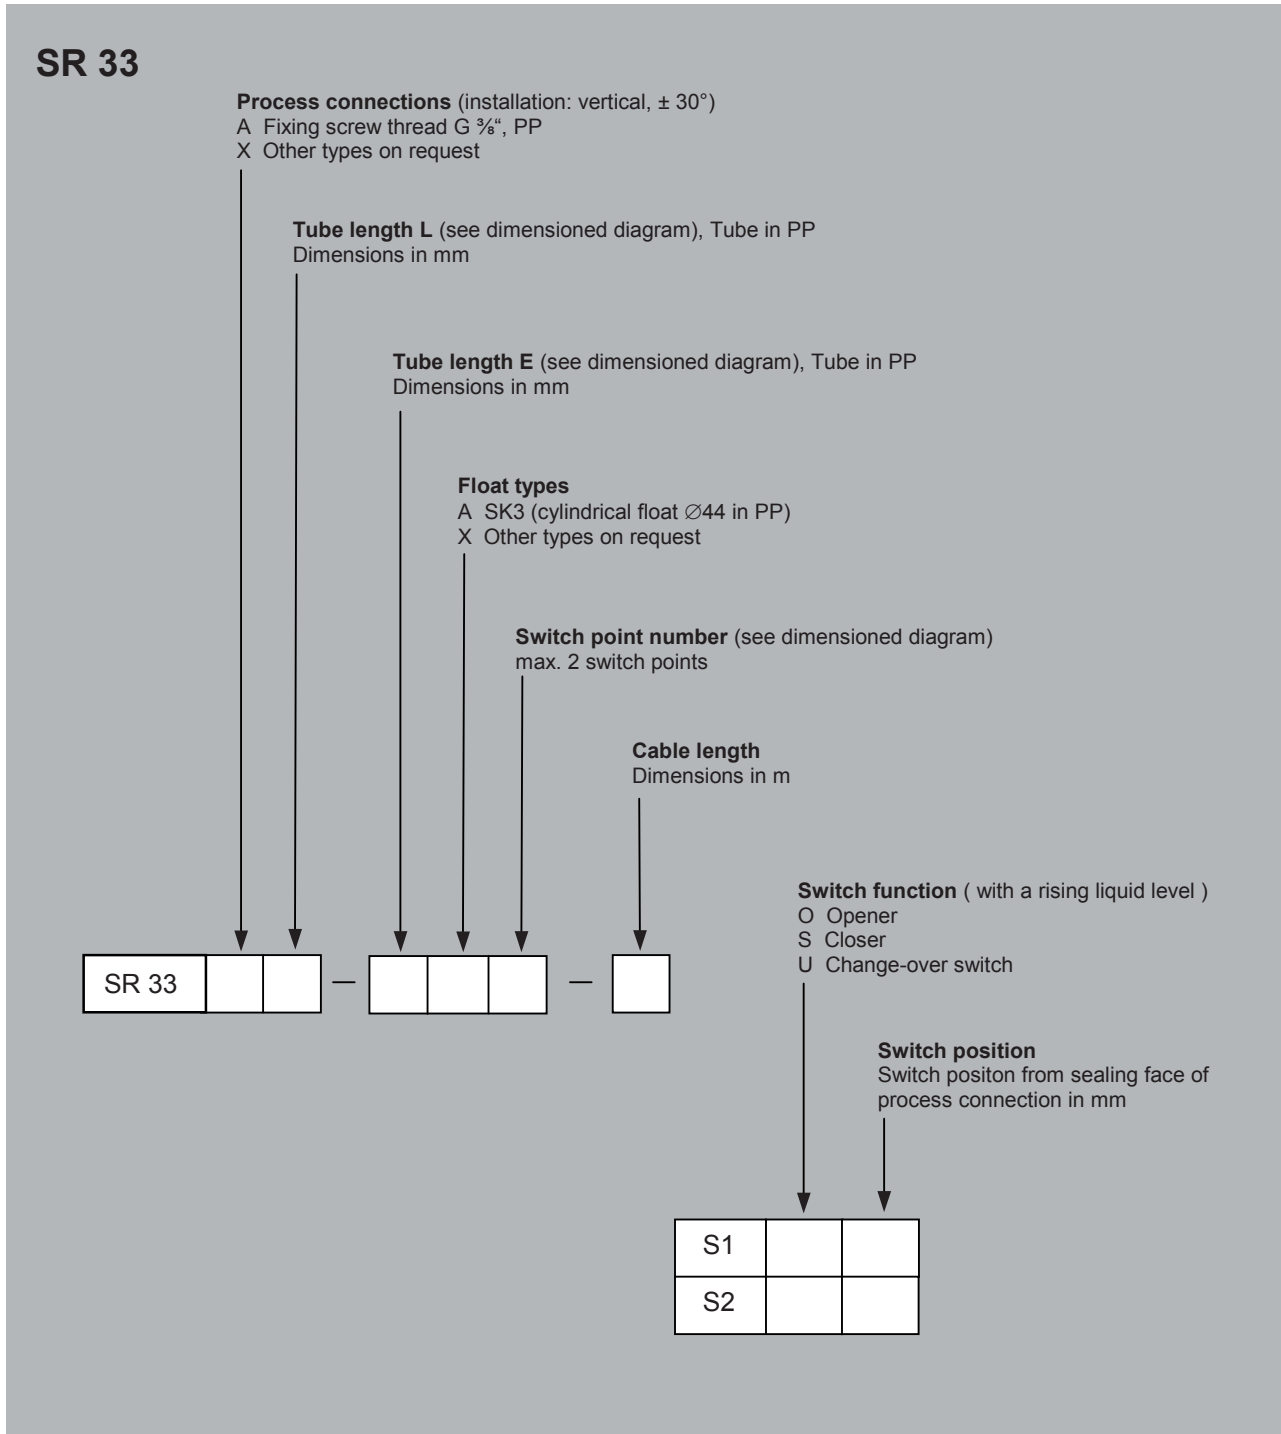 SR 33
Process connections (installation: vertical, ± 30°)
A Fixing screw thread G ⅜“, PP
X Other types on request
Tube length L (see dimensioned diagram), Tube in PP
Dimensions in mm
Tube length E (see dimensioned diagram), Tube in PP
Dimensions in mm
Float types
A SK3 (cylindrical float ∅44 in PP)
X Other types on request
Switch point number (see dimensioned diagram)
max. 2 switch points
Cable length
Dimensions in m
Switch function ( with a rising liquid level )
O Opener
S Closer
U Change-over switch
SR 33 – –
Switch position
Switch positon from sealing face of
process connection in mm
S1
S2